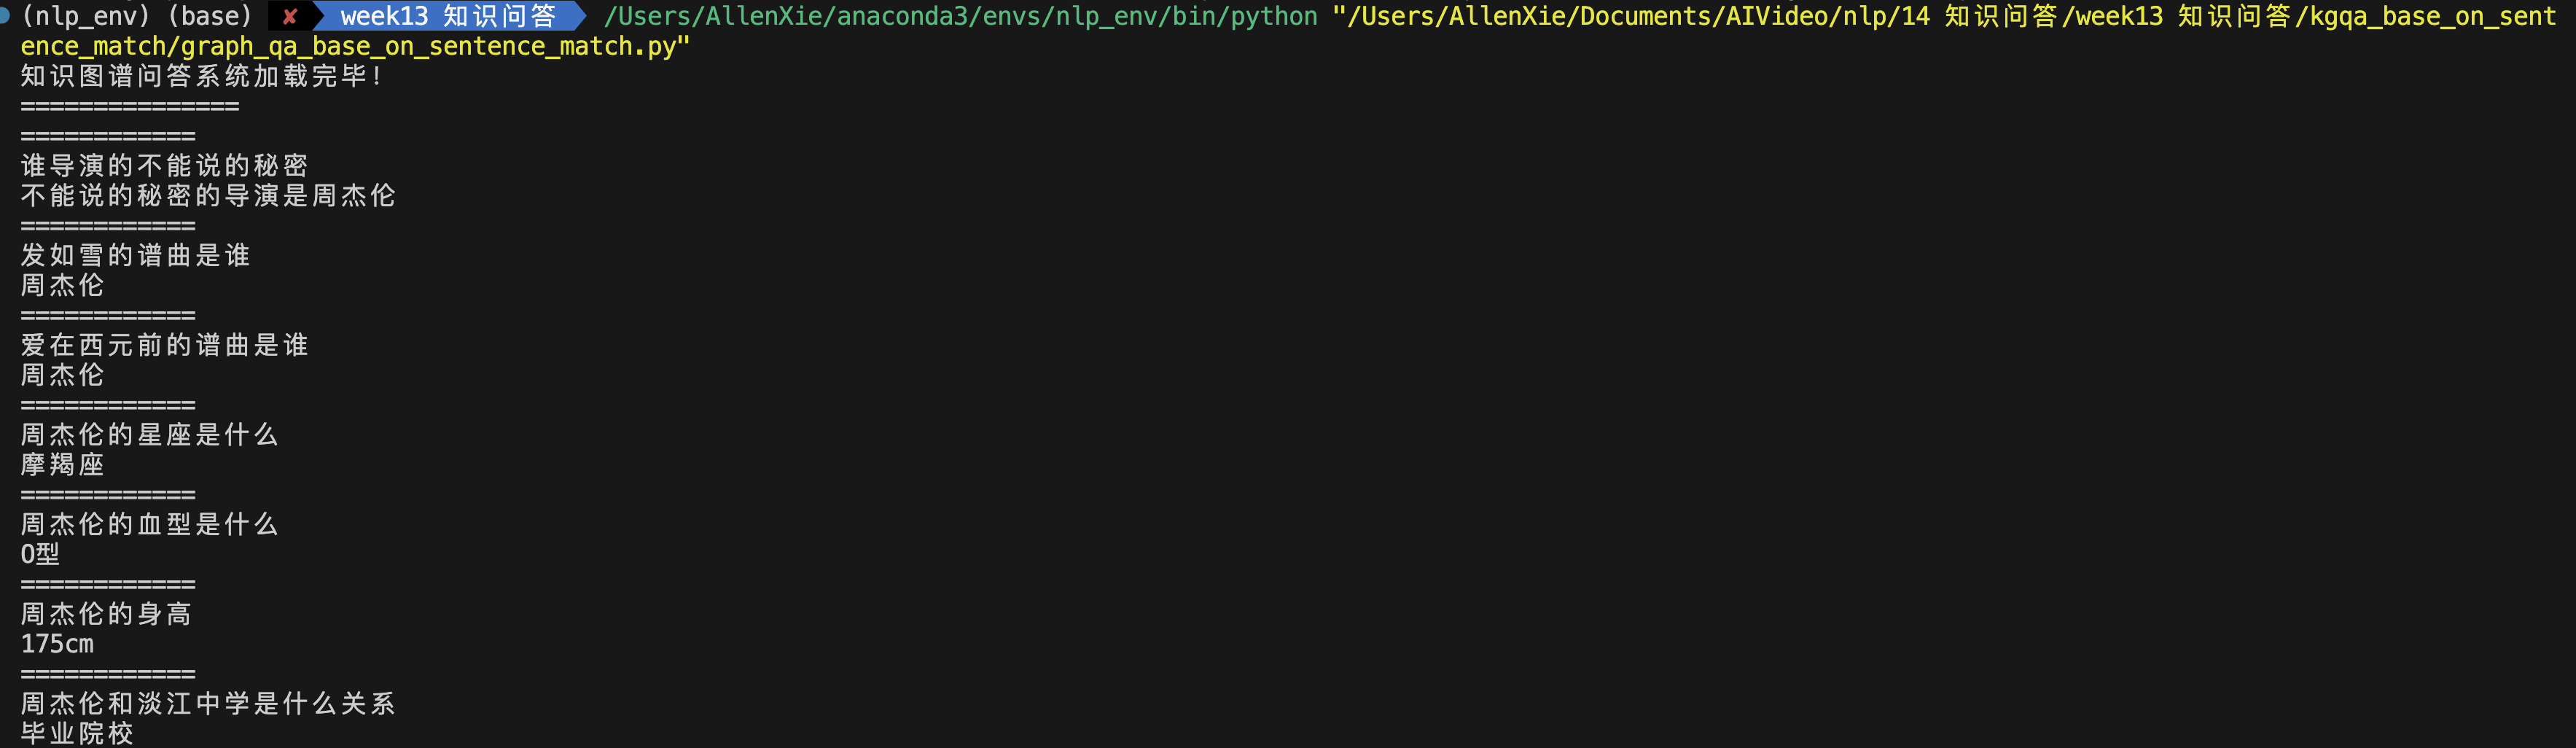 (nlp_env) (base) ✘ week13 知识问答 /Users/AllenXie/anaconda3/envs/nlp_env/bin/python "/Users/AllenXie/Documents/AIVideo/nlp/14 知识问答/week13 知识问答/kgqa_base_on_sent
ence_match/graph_qa_base_on_sentence_match.py"
知识图谱问答系统加载完毕!
===============
============
谁导演的不能说的秘密
不能说的秘密的导演是周杰伦
============
发如雪的谱曲是谁
周杰伦
============
爱在西元前的谱曲是谁
周杰伦
============
周杰伦的星座是什么
摩羯座
============
周杰伦的血型是什么
O型
============
周杰伦的身高
175cm
============
周杰伦和淡江中学是什么关系
毕业院校